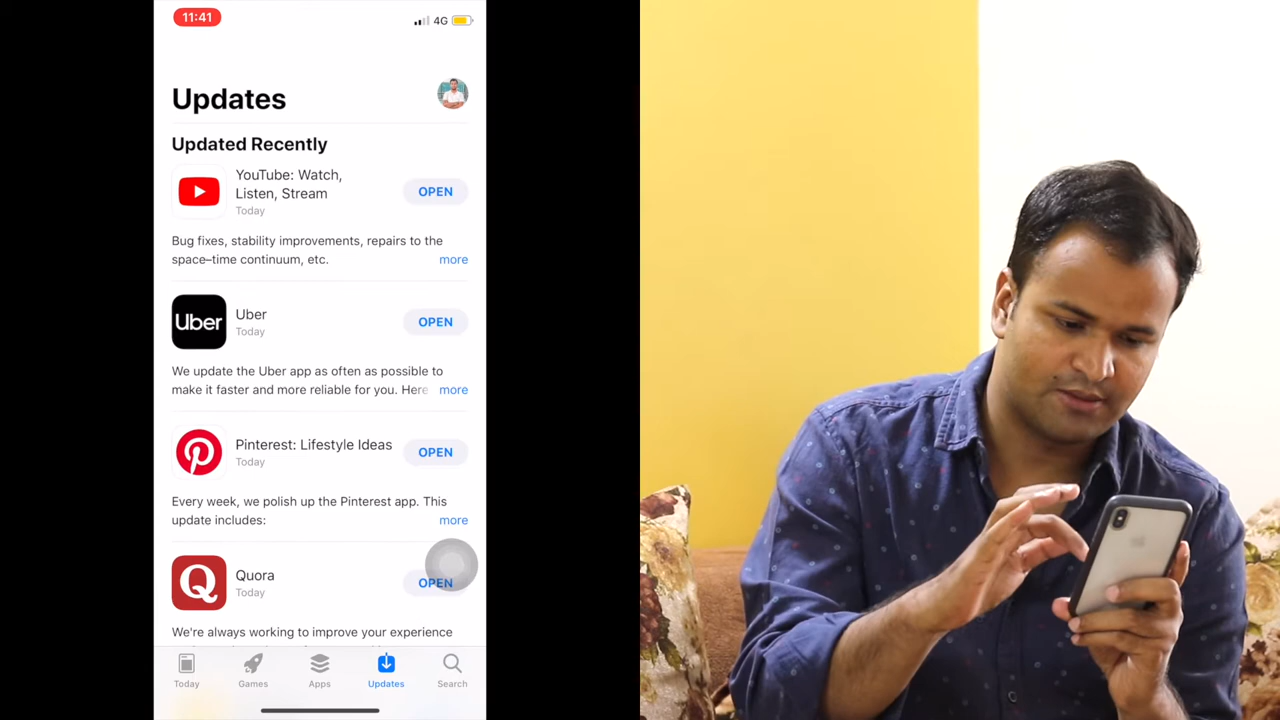 11:41
4G
Updates
Updated Recently
YouTube: Watch,
Listen, Stream
Today
OPEN
Bug fixes, stability improvements, repairs to the
space–time continuum, etc.
more
Uber
Uber
Today
OPEN
We update the Uber app as often as possible to
make it faster and more reliable for you. Here
more
Pinterest: Lifestyle Ideas
Today
OPEN
Every week, we polish up the Pinterest app. This
update includes:
more
Quora
Today
OPEN
We're always working to improve your experience
Today
Games
Apps
Updates
Search